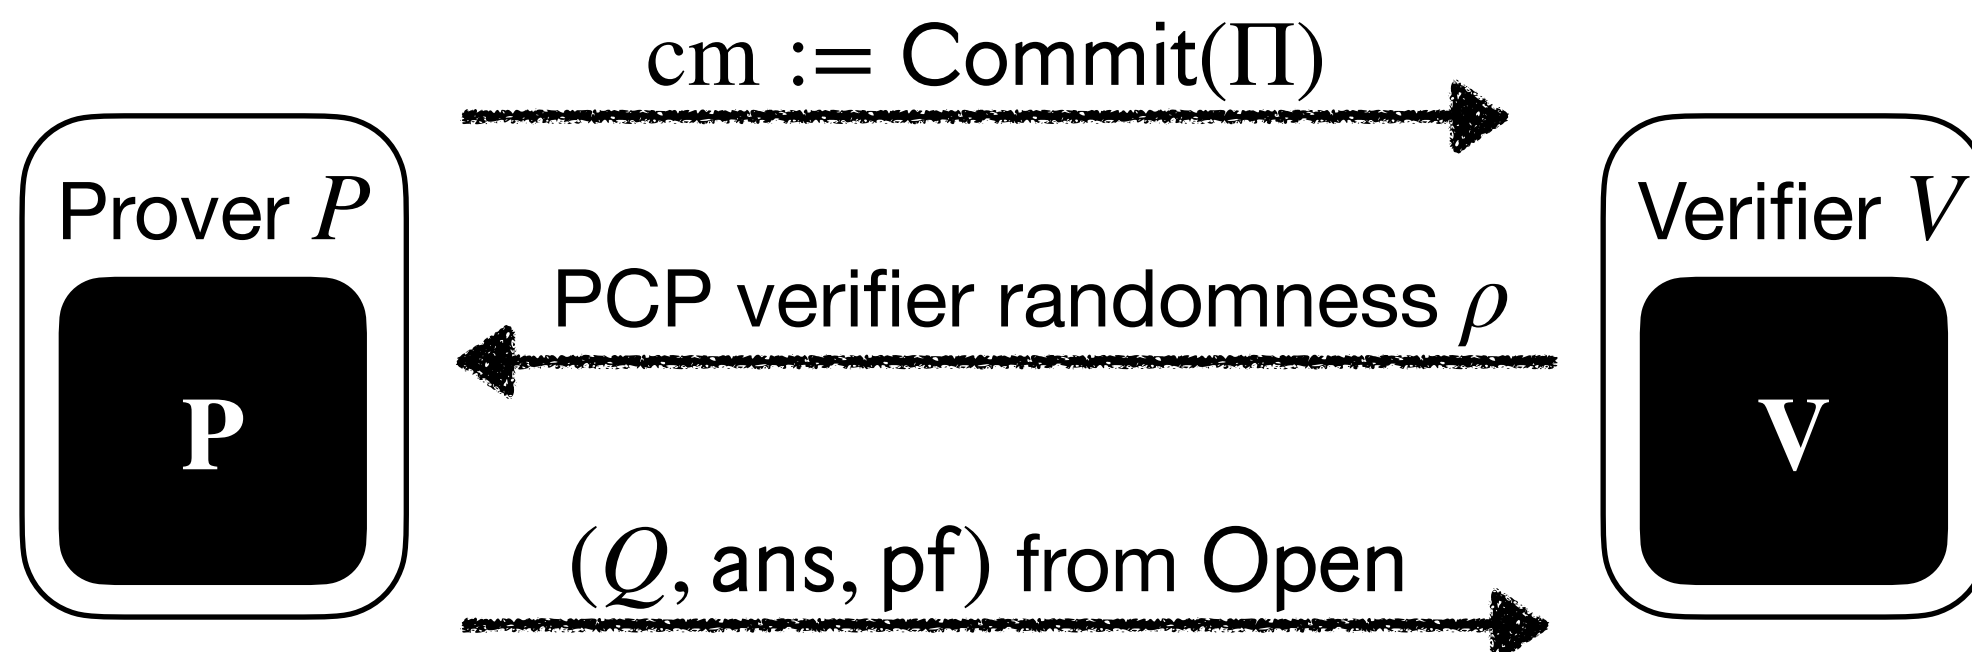 cm := Commit(Π)
Prover P
Verifier V
PCP verifier randomness ρ
P
V
(Q, ans, pf) from Open